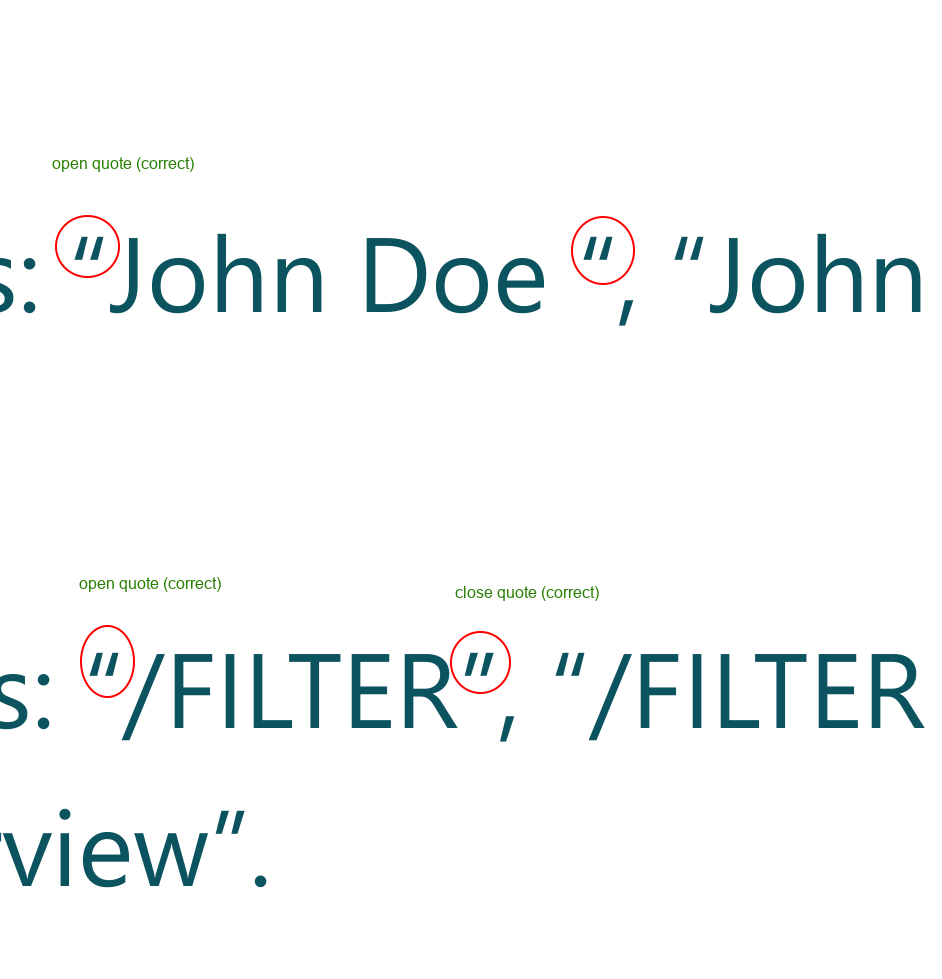 open quote (correct)
s: “John Doe “, “John
open quote (correct)
close quote (correct)
s: “/FILTER”, “/FILTER
view”.